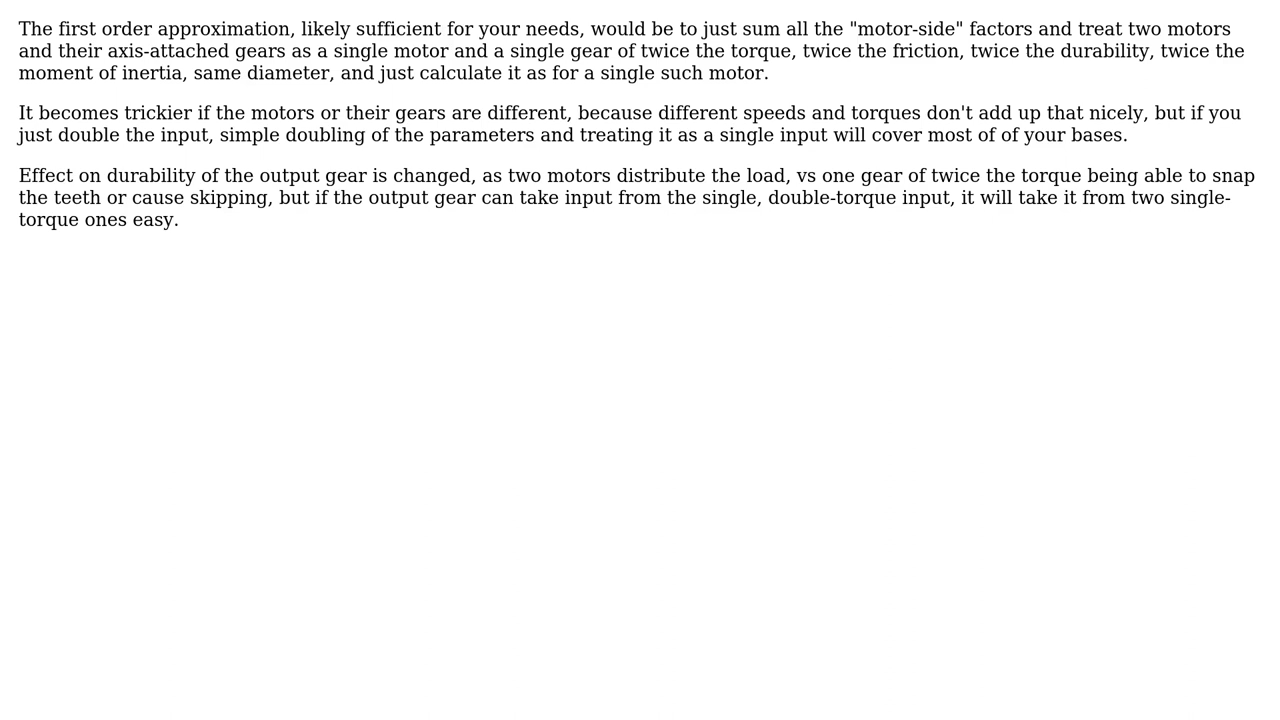 The first order approximation, likely sufficient for your needs, would be to just sum all the "motor-side" factors and treat two motors
and their axis-attached gears as a single motor and a single gear of twice the torque, twice the friction, twice the durability, twice the
moment of inertia, same diameter, and just calculate it as for a single such motor.
It becomes trickier if the motors or their gears are different, because different speeds and torques don't add up that nicely, but if you
just double the input, simple doubling of the parameters and treating it as a single input will cover most of of your bases.
Effect on durability of the output gear is changed, as two motors distribute the load, vs one gear of twice the torque being able to snap
the teeth or cause skipping, but if the output gear can take input from the single, double-torque input, it will take it from two single-
torque ones easy.